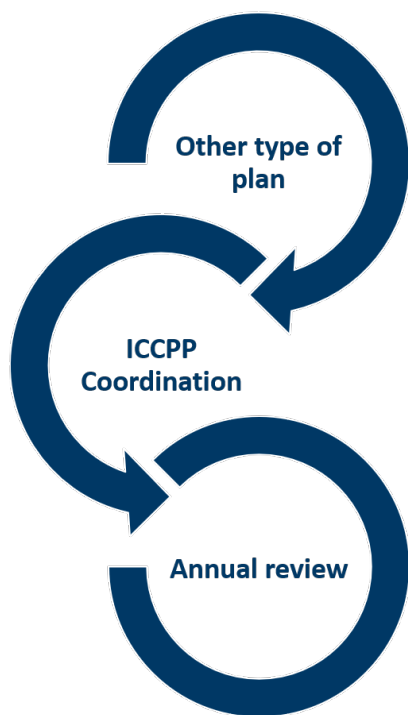 Other type of
plan
ICCPP
Coordination
Annual review